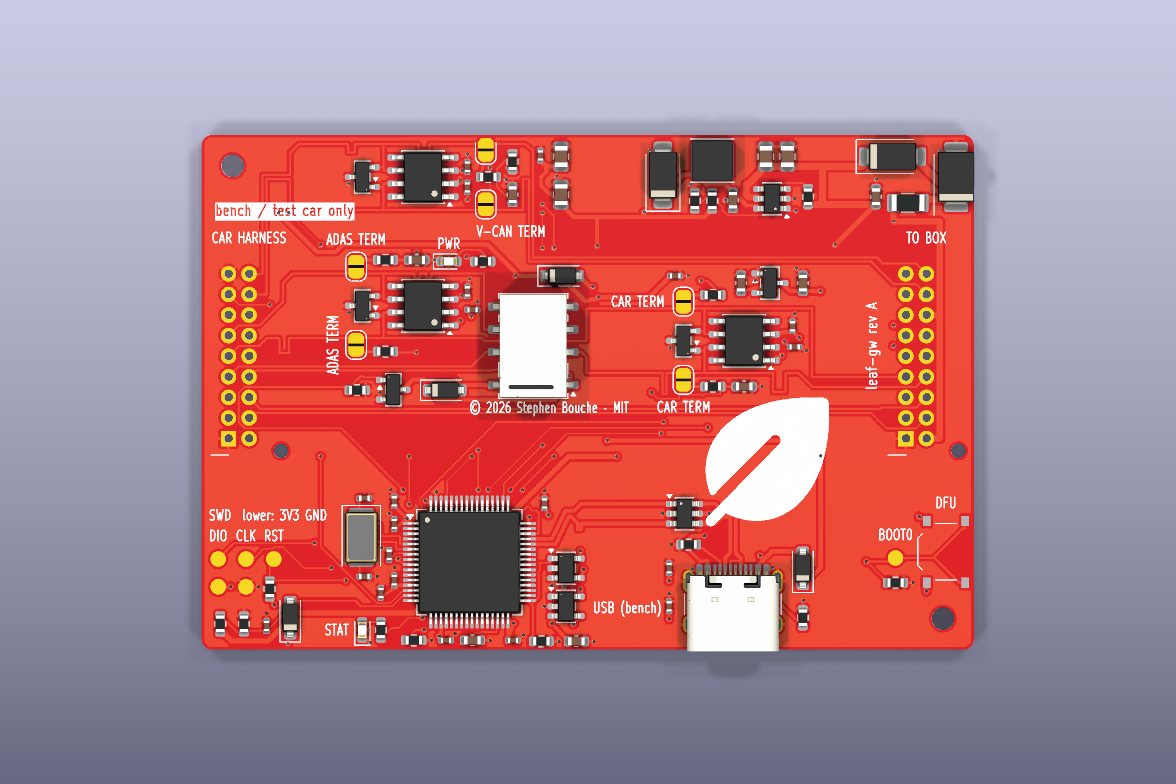 bench / test car only
CAR HARNESS
ADAS TERM
PWR
V-CAN TERM
TO BOX
CAR TERM
ADAS TERM
leaf-gw rev A
© 2026 Stephen Bouche - MIT
CAR TERM
SWD lower: 3V3 GND
DIO CLK RST
DFU
BOOT0
STAT
USB (bench)